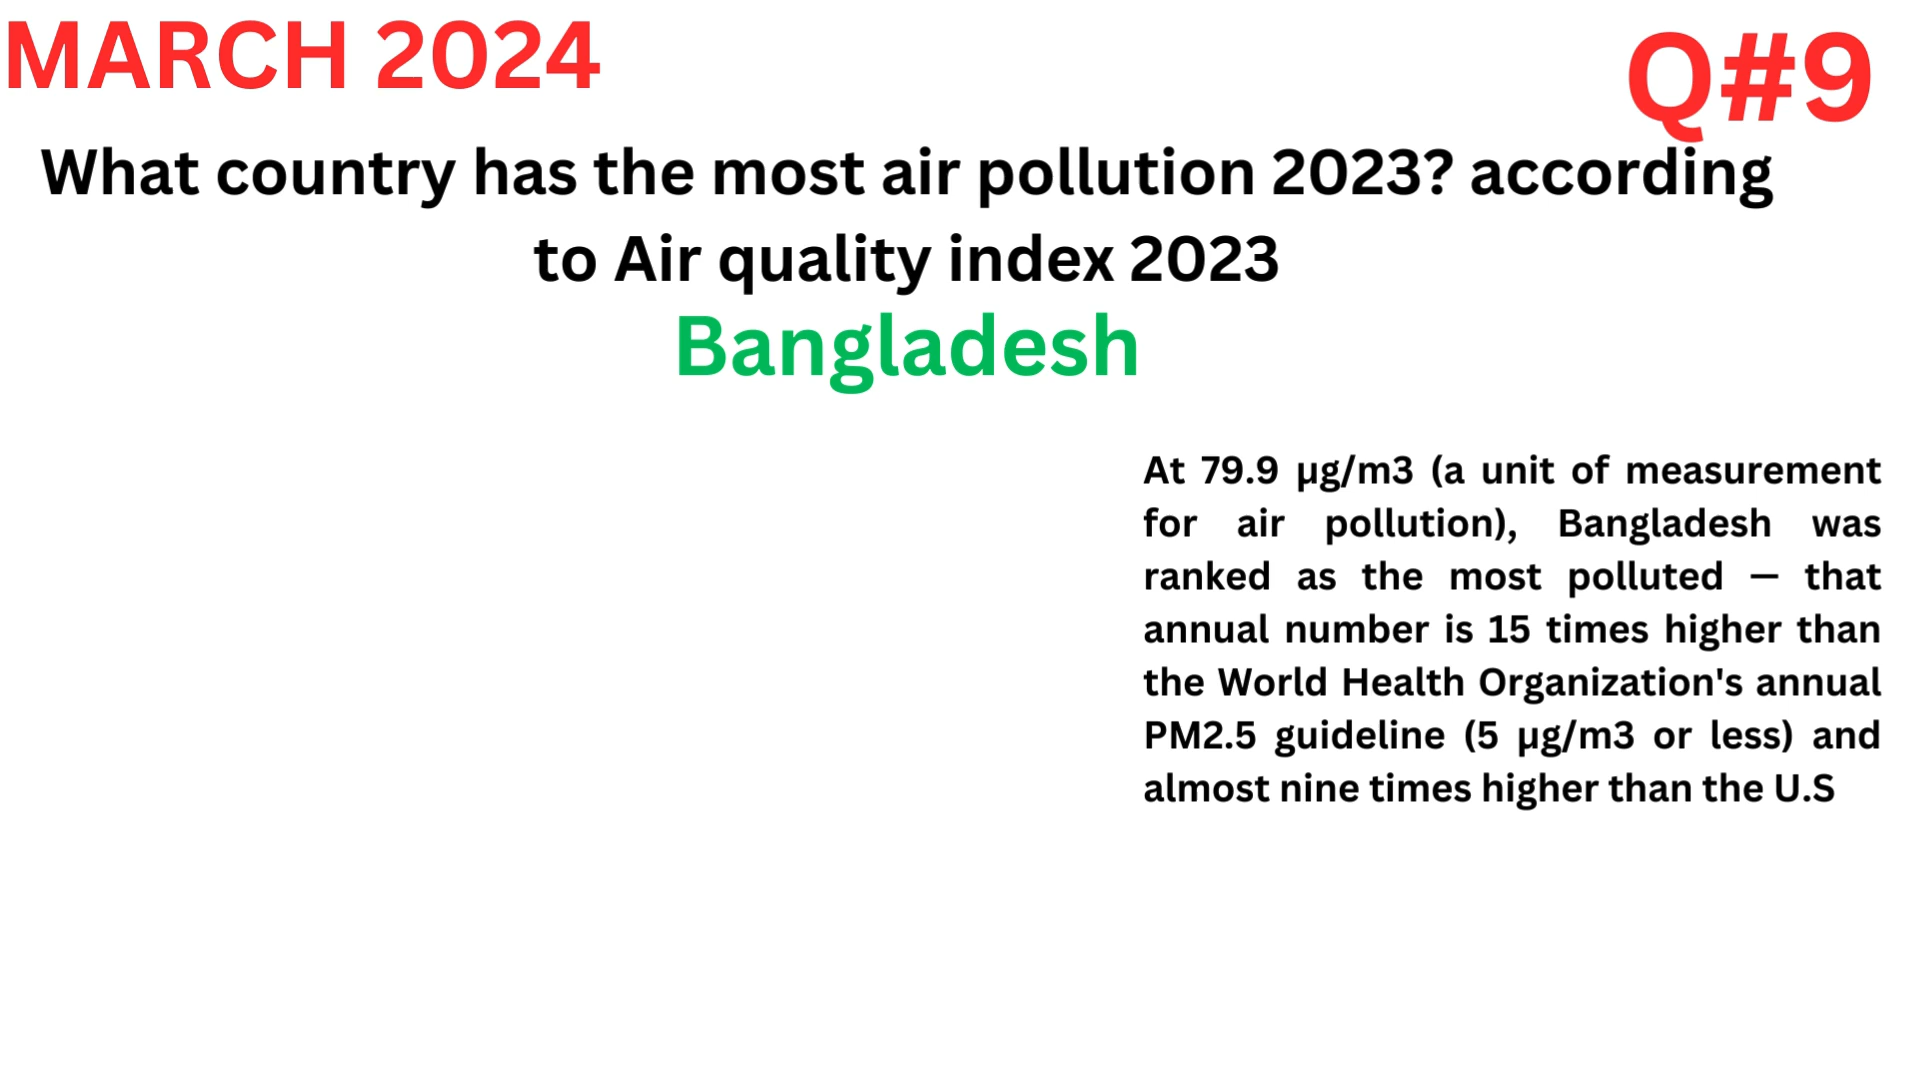 MARCH 2024
Q#9
What country has the most air pollution 2023? according
to Air quality index 2023
Bangladesh
At 79.9 µg/m3 (a unit of measurement
for air pollution), Bangladesh was
ranked as the most polluted — that
annual number is 15 times higher than
the World Health Organization's annual
PM2.5 guideline (5 µg/m3 or less) and
almost nine times higher than the U.S